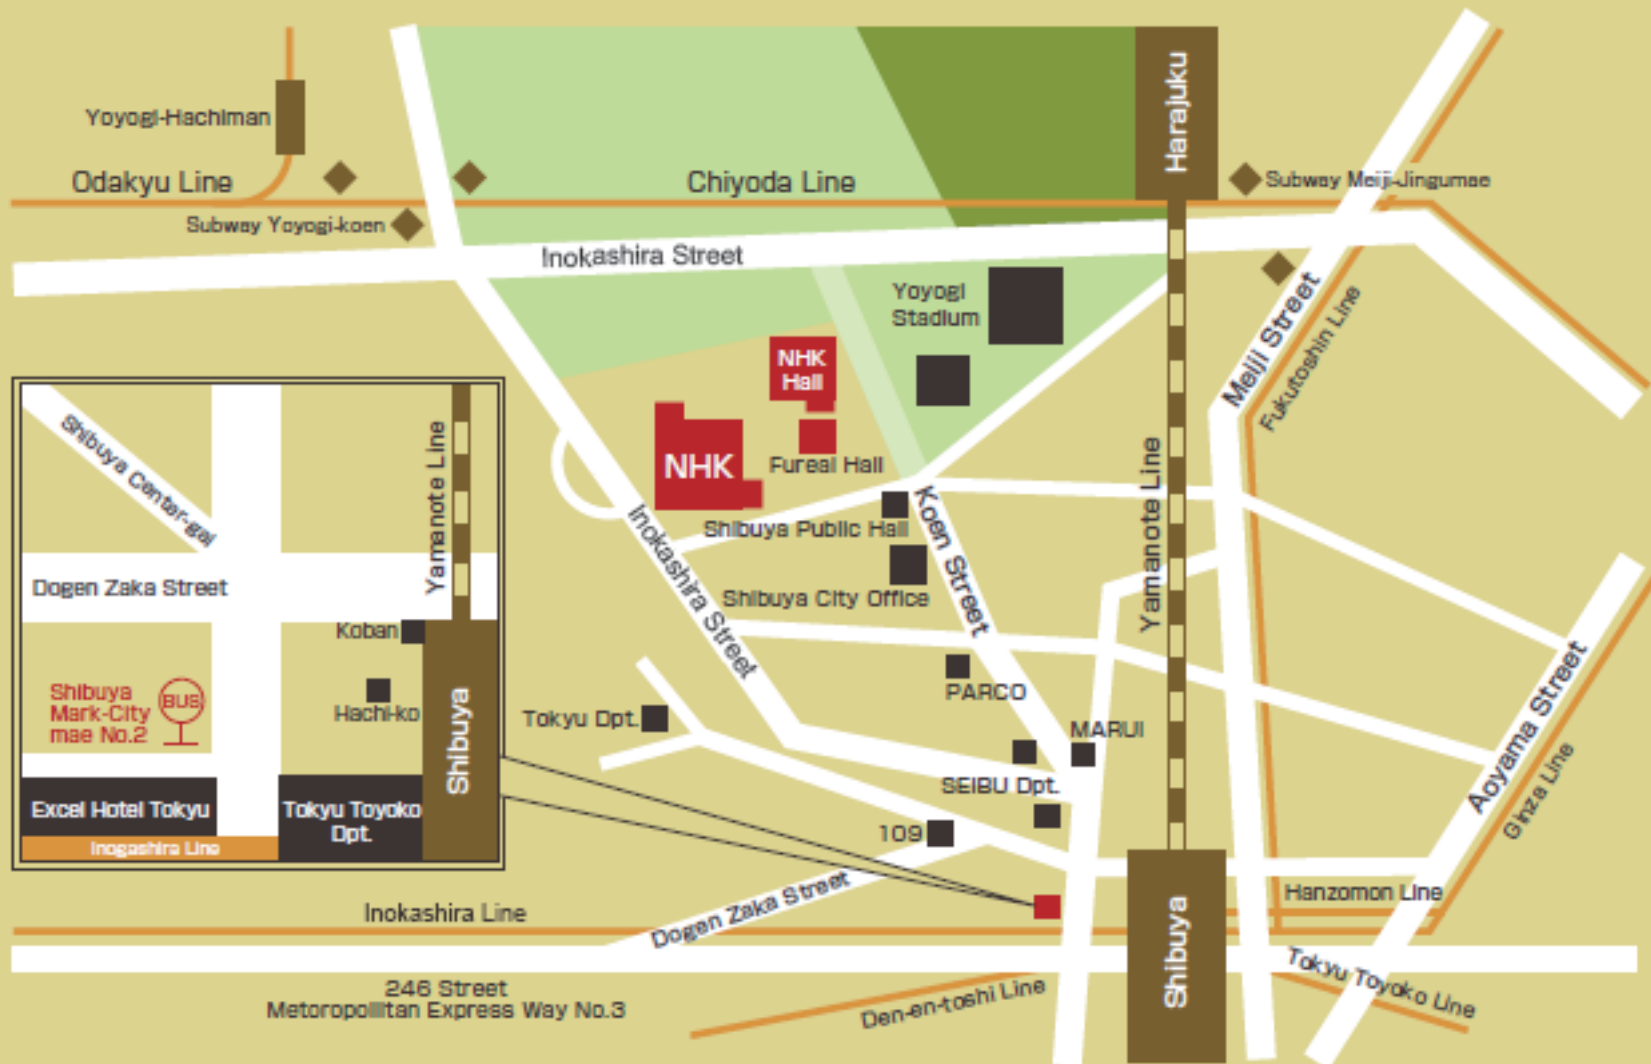 Harajuku
Yoyogi-Hachiman
Odakyu Line
Chiyoda Line
Subway Meiji-Jingumae
Subway Yoyogi-koen
Inokashira Street
Yoyogi
Stadium
Meiji Street
Fukutoshin Line
NHK
Hall
NHK
Fureai Hall
Shibuya Center-gai
Yamanote Line
Yamanote Line
Koen Street
Shibuya Public Hall
Inokashira Street
Dogen Zaka Street
Shibuya City Office
Koban
Shibuya
Mark-City
mae No.2
BUS
Hachi-ko
Shibuya
PARCO
Tokyu Dpt.
MARUI
Aoyama Street
Ginza Line
SEIBU Dpt.
Excel Hotel Tokyu
Tokyu Toyoko
Dpt.
109
Inogashira Line
Hanzomon Line
Inokashira Line
Dogen Zaka Street
Shibuya
246 Street
Metoropolitan Express Way No.3
Den-en-toshi Line
Tokyu Toyoko Line